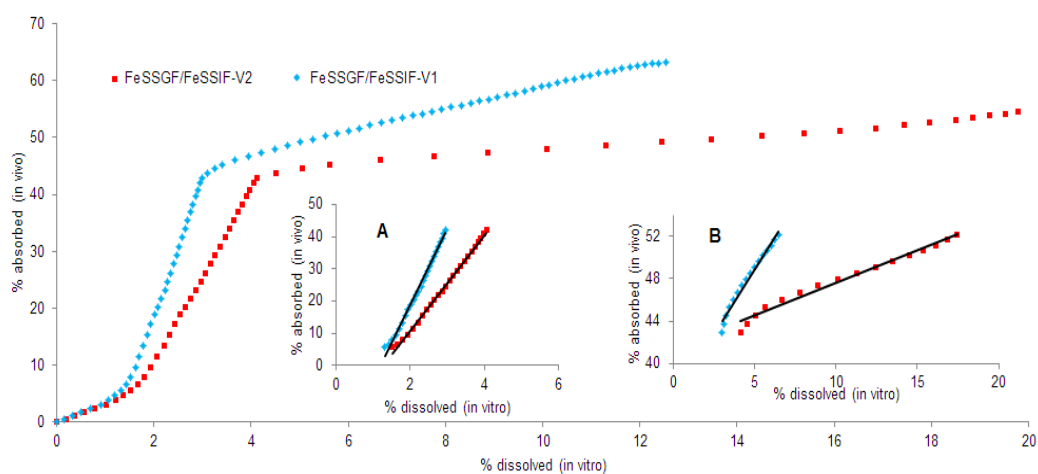 70
60
50
40
30
20
10
0
% absorbed (in vivo)
FeSSGF/FeSSIF-V2
FeSSGF/FeSSIF-V1
0 2 4 6 8 10 12 14 16 18 20
% dissolved (in vitro)
A
50
40
30
20
10
0
% absorbed (in vivo)
0 2 4 6
% dissolved (in vitro)
B
52
48
44
40
% absorbed (in vivo)
0 5 10 15 20
% dissolved (in vitro)